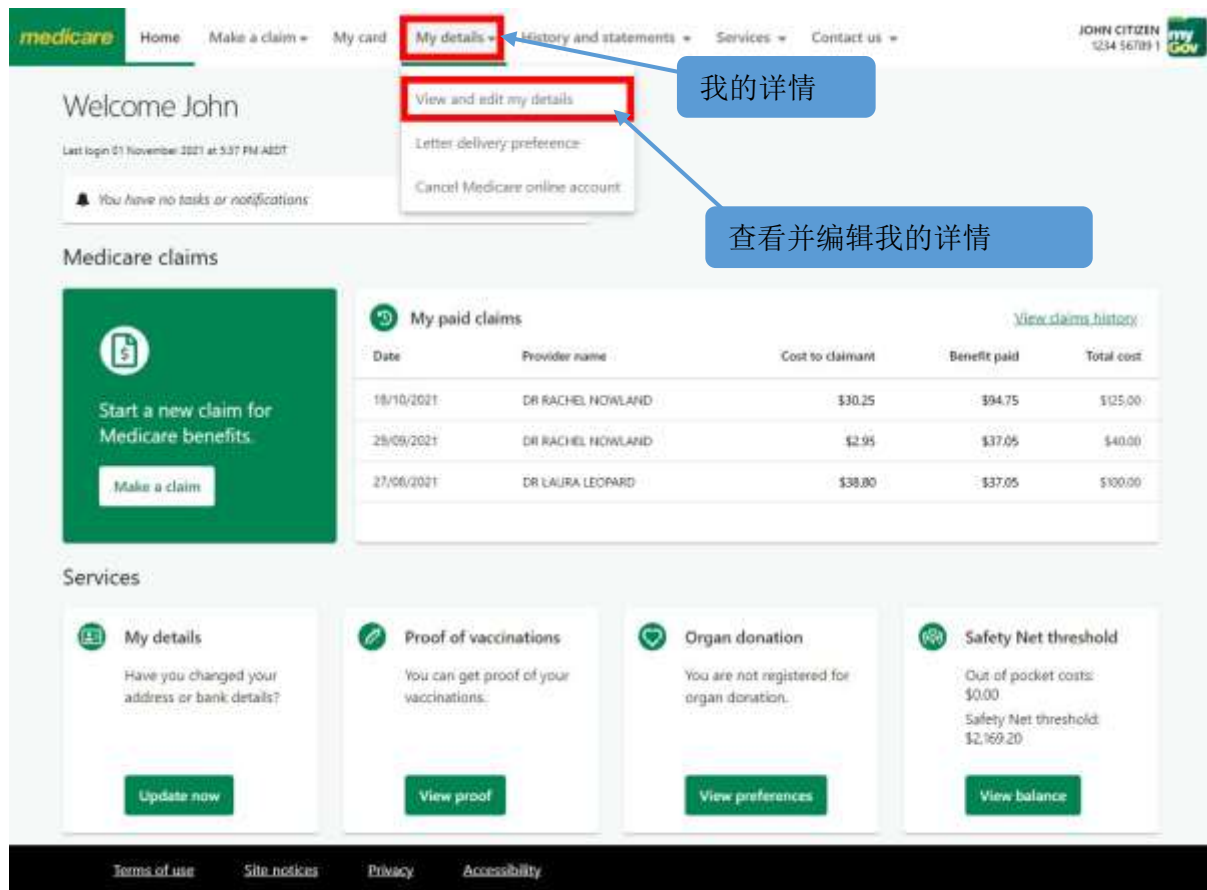 medicare Home Make a claim My card My details History and statements Services Contact us JOHN CITIZEN
1234 56789 1
my
Gov
我的详情
View and edit my details
Letter delivery preference
Cancel Medicare online account
查看并编辑我的详情
Welcome John
Last login 01 November 2021 at 5:37 PM AEDT
You have no tasks or notifications
Medicare claims
Start a new claim for
Medicare benefits.
Make a claim
My paid claims View claims history
Date Provider name Cost to claimant Benefit paid Total cost
18/10/2021 DR RACHEL NOWLAND $30.25 $94.75 $125.00
29/09/2021 DR RACHEL NOWLAND $2.95 $37.05 $40.00
27/08/2021 DR LAURA LEOPARD $38.80 $37.05 $100.00
Services
My details
Have you changed your
address or bank details?
Update now
Proof of vaccinations
You can get proof of your
vaccinations.
View proof
Organ donation
You are not registered for
organ donation.
View preferences
Safety Net threshold
Out of pocket costs:
$0.00
Safety Net threshold:
$2,169.20
View balance
Terms of use Site notices Privacy Accessibility